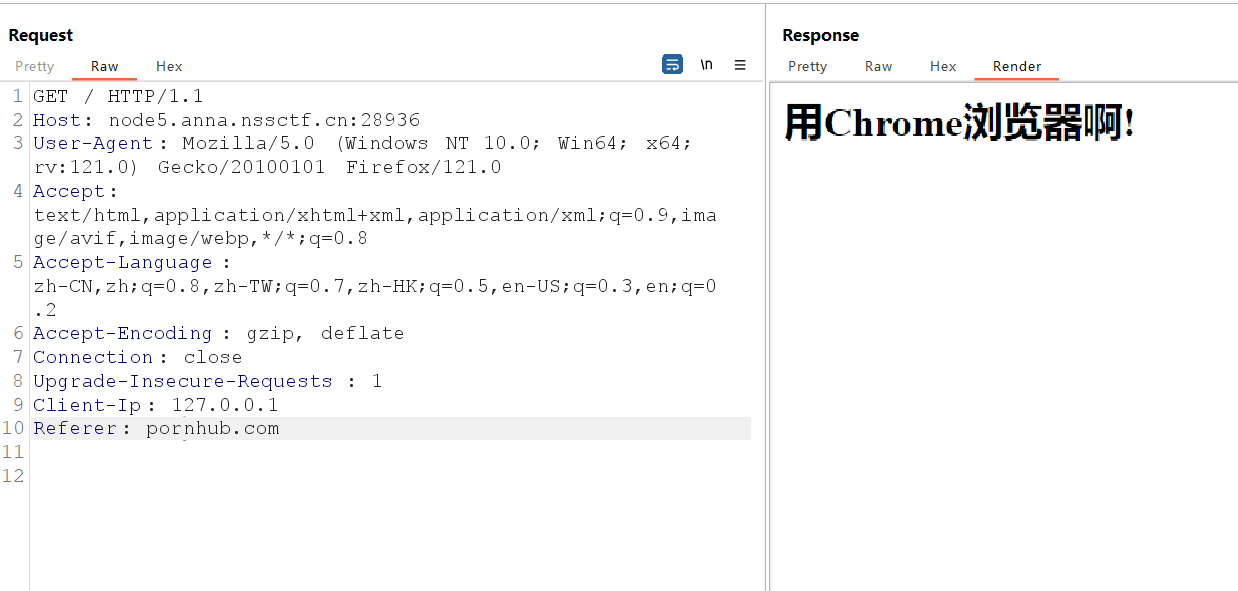 Request
Pretty Raw Hex \n
1 GET / HTTP/1.1
2 Host: node5.anna.nssctf.cn:28936
3 User-Agent: Mozilla/5.0 (Windows NT 10.0; Win64; x64;
rv:121.0) Gecko/20100101 Firefox/121.0
4 Accept:
text/html,application/xhtml+xml,application/xml;q=0.9,ima
ge/avif,image/webp,*/*;q=0.8
5 Accept-Language:
zh-CN,zh;q=0.8,zh-TW;q=0.7,zh-HK;q=0.5,en-US;q=0.3,en;q=0
.2
6 Accept-Encoding: gzip, deflate
7 Connection: close
8 Upgrade-Insecure-Requests: 1
9 Client-Ip: 127.0.0.1
10 Referer: pornhub.com
11
12
Response
Pretty Raw Hex Render
用Chrome浏览器啊!